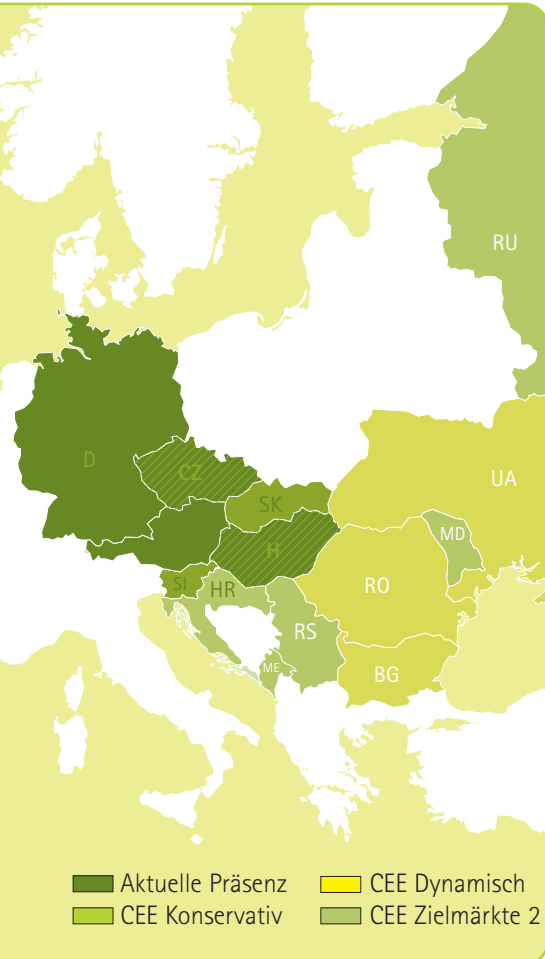 RU
D
CZ
SK
UA
H
MD
SI
HR
RO
RS
ME
BG
Aktuelle Präsenz
CEE Dynamisch
CEE Konservativ
CEE Zielmärkte 2